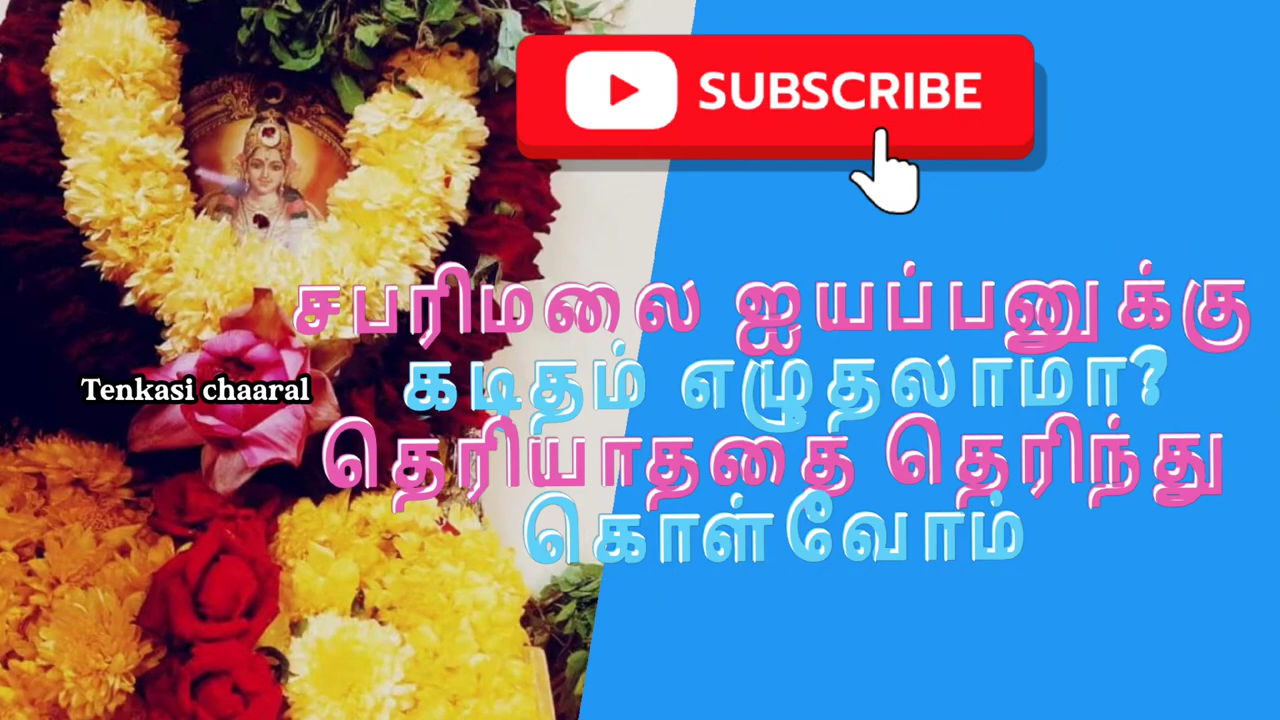 SUBSCRIBE
சபரிமலை ஐயப்பனுக்கு
கடிதம் எழுதலாமா?
Tenkasi chaaral
தெரியாததை தெரிந்து
கொள்வோம்